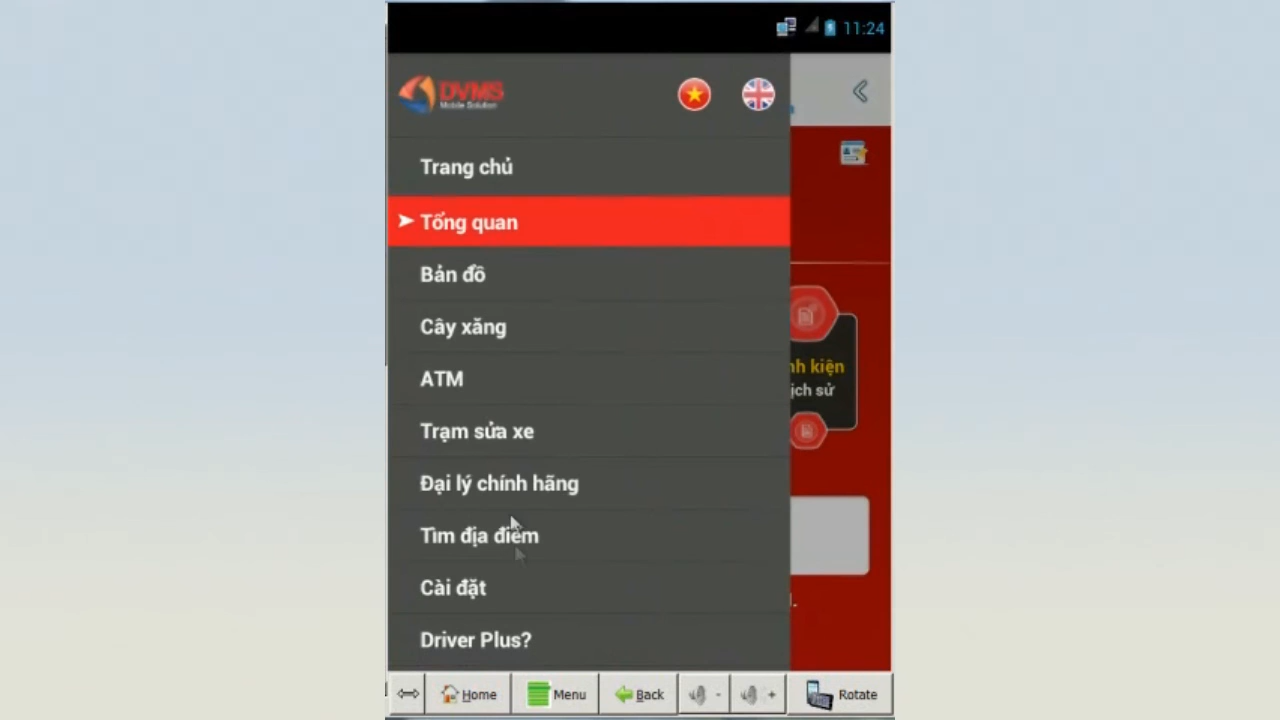 11:24
DVMS
Mobile Solution
Trang chủ
Tổng quan
Bản đồ
Cây xăng
ATM
Trạm sửa xe
Đại lý chính hãng
Tìm địa điểm
Cài đặt
Driver Plus?
nh kiện
ịch sử
Home
Menu
Back
-
+
Rotate